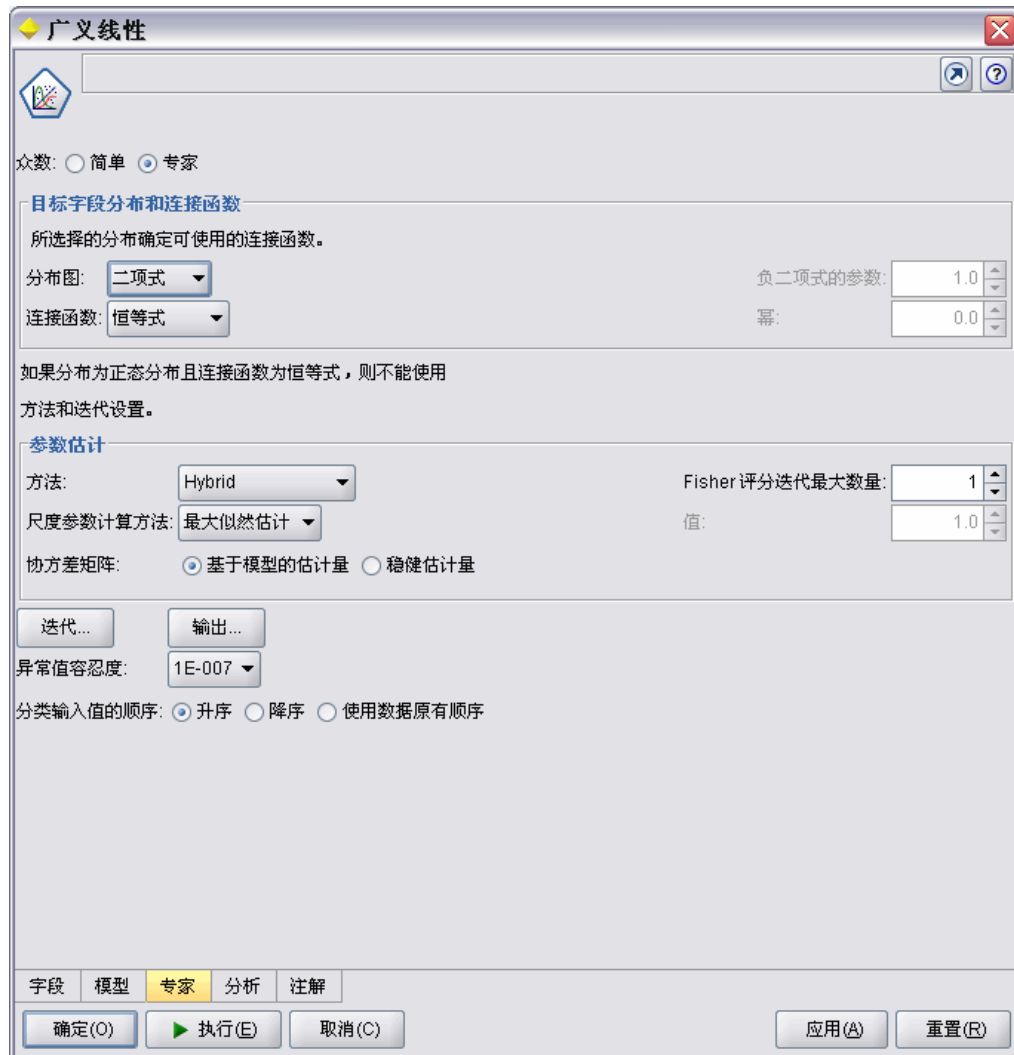 广义线性
众数: 简单 专家
目标字段分布和连接函数
所选择的分布确定可使用的连接函数。
分布图: 二项式 负二项式的参数: 1.0
连接函数: 恒等式 幂: 0.0
如果分布为正态分布且连接函数为恒等式，则不能使用
方法和迭代设置。
参数估计
方法: Hybrid Fisher 评分迭代最大数量: 1
尺度参数计算方法: 最大似然估计 值: 1.0
协方差矩阵: 基于模型的估计量 稳健估计量
迭代... 输出...
异常值容忍度: 1E-007
分类输入值的顺序: 升序 降序 使用数据原有顺序
字段 模型 专家 分析 注解
确定(O) 执行(E) 取消(C) 应用(A) 重置(R)